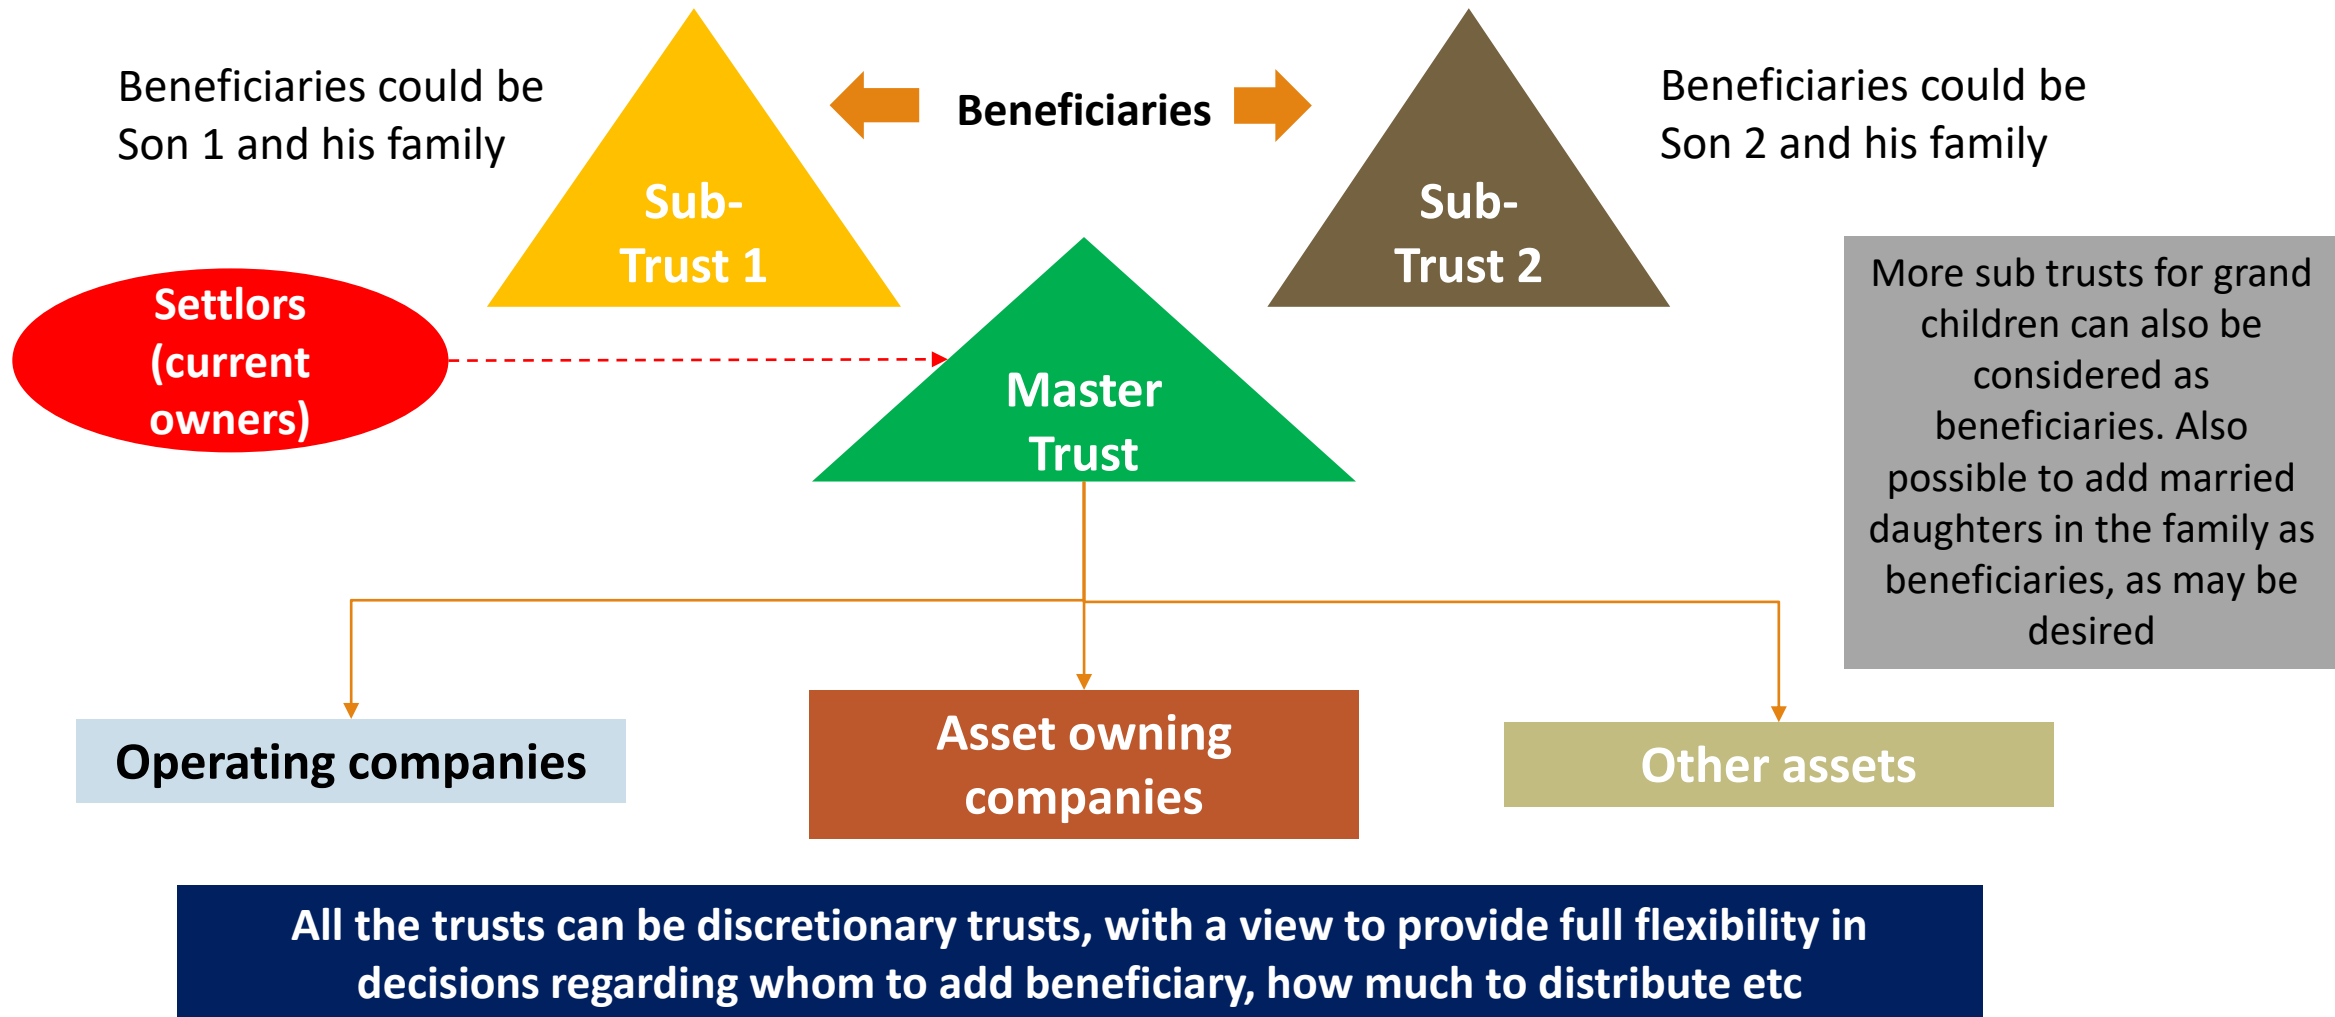 Beneficiaries could be
Son 1 and his family
Sub-
Trust 1
Beneficiaries
Sub-
Trust 2
Beneficiaries could be
Son 2 and his family
Settlors
(current
owners)
Master
Trust
More sub trusts for grand
children can also be
considered as
beneficiaries. Also
possible to add married
daughters in the family as
beneficiaries, as may be
desired
Operating companies
Asset owning
companies
Other assets
All the trusts can be discretionary trusts, with a view to provide full flexibility in
decisions regarding whom to add beneficiary, how much to distribute etc